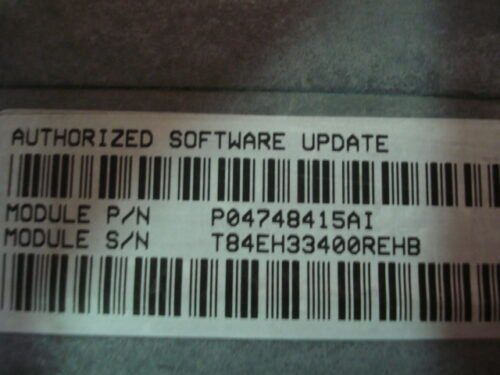 AUTHORIZED SOFTWARE UPDATE
MODULE P/N P04748415AI
MODULE S/N T84EH33400REHB